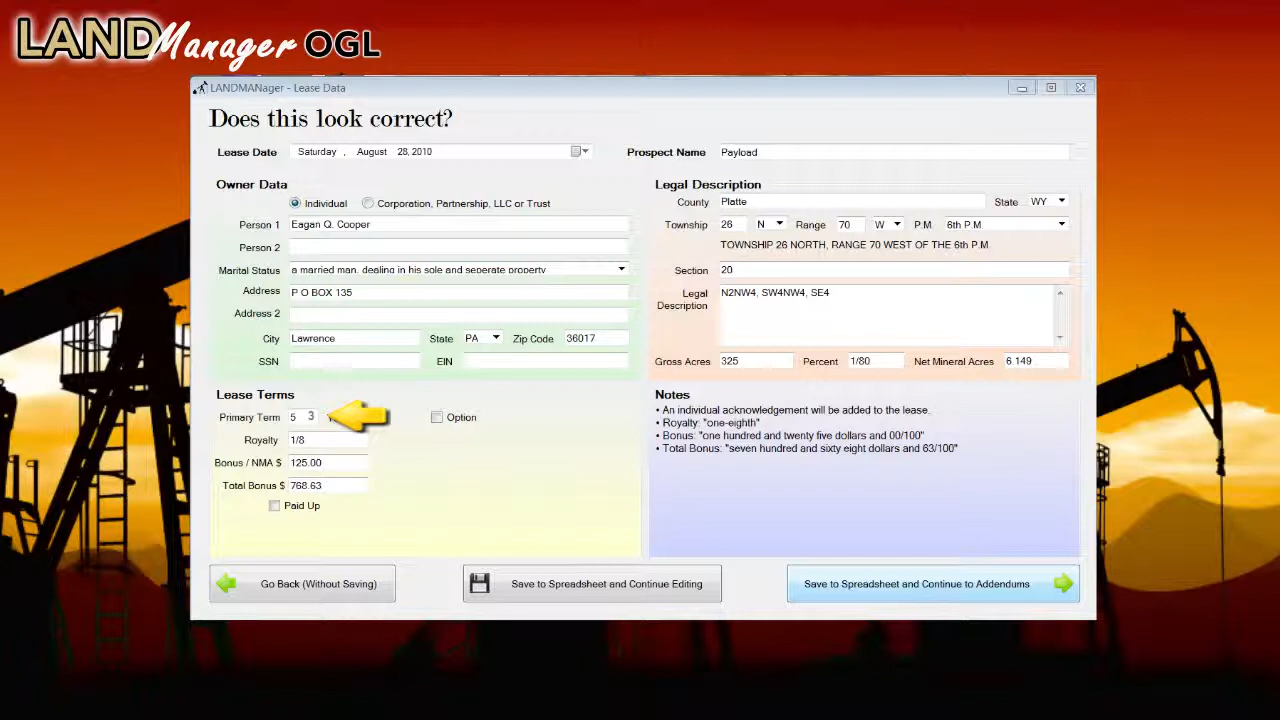 LANDManager OGL
LANDMANager - Lease Data
Does this look correct?
Lease Date Saturday , August 28, 2010
Prospect Name Payload
Owner Data
Individual Corporation, Partnership, LLC or Trust
Person 1 Eagan Q. Cooper
Person 2
Marital Status a married man, dealing in his sole and seperate property
Address P O BOX 135
Address 2
City Lawrence State PA Zip Code 36017
SSN EIN
Legal Description
County Platte State WY
Township 26 N Range 70 W P.M. 6th P.M.
TOWNSHIP 26 NORTH, RANGE 70 WEST OF THE 6th P.M.
Section 20
Legal Description N2NW4, SW4NW4, SE4
Gross Acres 325 Percent 1/80 Net Mineral Acres 6.149
Lease Terms
Primary Term 5 3 Option
Royalty 1/8
Bonus / NMA $ 125.00
Total Bonus $ 768.63
Paid Up
Notes
• An individual acknowledgement will be added to the lease.
• Royalty: "one-eighth"
• Bonus: "one hundred and twenty five dollars and 00/100"
• Total Bonus: "seven hundred and sixty eight dollars and 63/100"
Go Back (Without Saving)
Save to Spreadsheet and Continue Editing
Save to Spreadsheet and Continue to Addendums